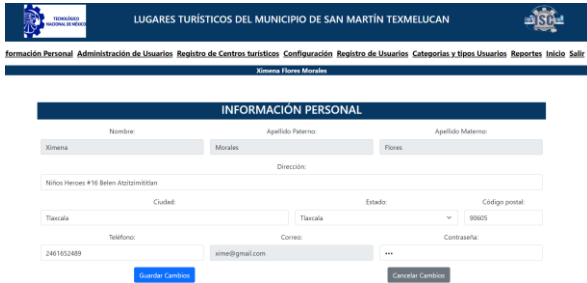 TECNOLÓGICO
NACIONAL DE MÉXICO
LUGARES TURÍSTICOS DEL MUNICIPIO DE SAN MARTÍN TEXMELUCAN
ISC
formación Personal Administración de Usuarios Registro de Centros turísticos Configuración Registro de Usuarios Categorias y tipos Usuarios Reportes Inicio Salir
Ximena Flores Morales
INFORMACIÓN PERSONAL
Nombre: Apellido Paterno: Apellido Materno:
Ximena Morales Flores
Dirección:
Niños Heroes #16 Belen Atzitzimititlan
Ciudad: Estado: Código postal:
Tlaxcala Tlaxcala 90605
Teléfono: Correo: Contraseña:
2461652489 xime@gmail.com •••
Guardar Cambios Cancelar Cambios